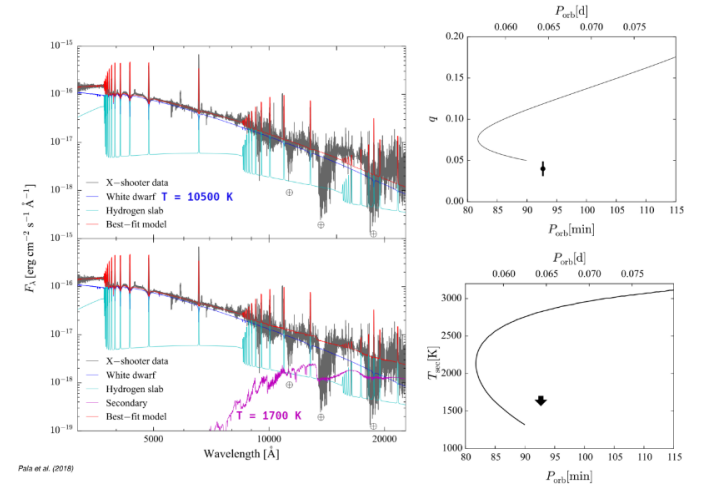 10⁻¹⁵
10⁻¹⁶
10⁻¹⁷
10⁻¹⁸
10⁻¹⁵
10⁻¹⁶
10⁻¹⁷
10⁻¹⁸
10⁻¹⁹
F_λ [erg cm⁻² s⁻¹ Å⁻¹]
X−shooter data
White dwarf T = 10500 K
Hydrogen slab
Best−fit model
X−shooter data
White dwarf
Hydrogen slab
Secondary
Best−fit model
T = 1700 K
5000 10000 20000
Wavelength [Å]
Pala et al. (2018)
P_orb[d]
0.060 0.065 0.070 0.075
0.20
0.15
0.10
0.05
0.00
q
80 85 90 95 100 105 110 115
P_orb[min]
P_orb[d]
0.060 0.065 0.070 0.075
3000
2500
2000
1500
1000
T_sec[K]
80 85 90 95 100 105 110 115
P_orb[min]